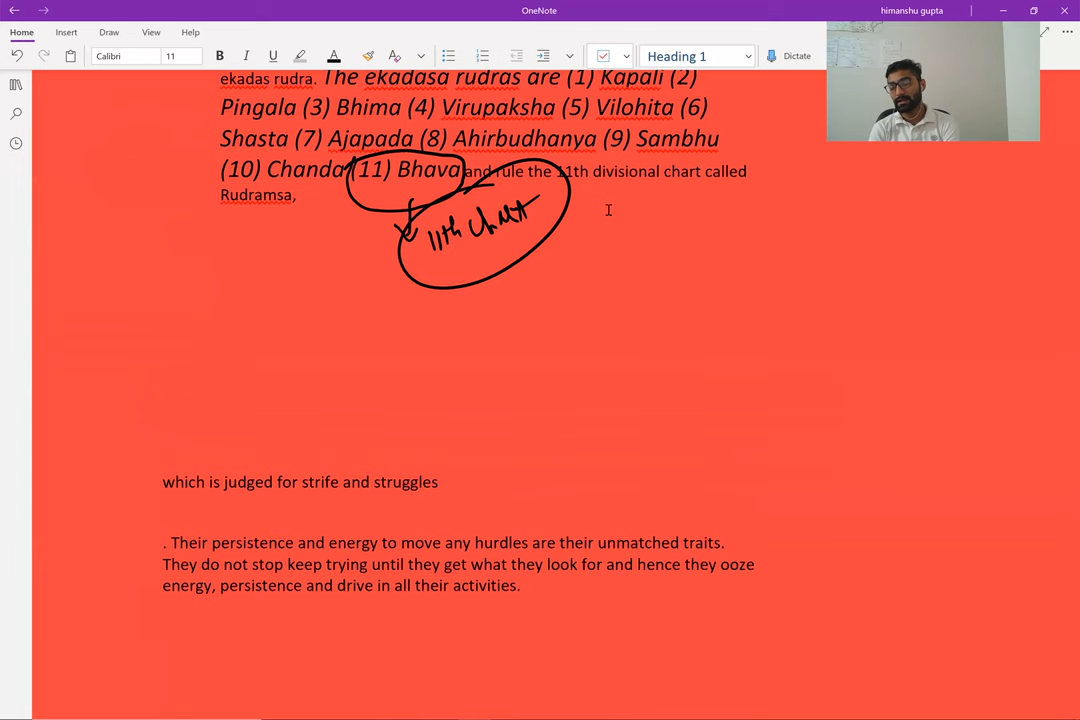 OneNote
himanshu gupta
Home Insert Draw View Help
Calibri 11 B I U A Heading 1 Dictate
ekadas rudra. The ekadasa rudras are (1) Kapali (2)
Pingala (3) Bhima (4) Virupaksha (5) Vilohita (6)
Shasta (7) Ajapada (8) Ahirbudhanya (9) Sambhu
(10) Chanda (11) Bhava and rule the 11th divisional chart called
Rudramsa,
11th Chart
which is judged for strife and struggles
. Their persistence and energy to move any hurdles are their unmatched traits.
They do not stop keep trying until they get what they look for and hence they ooze
energy, persistence and drive in all their activities.